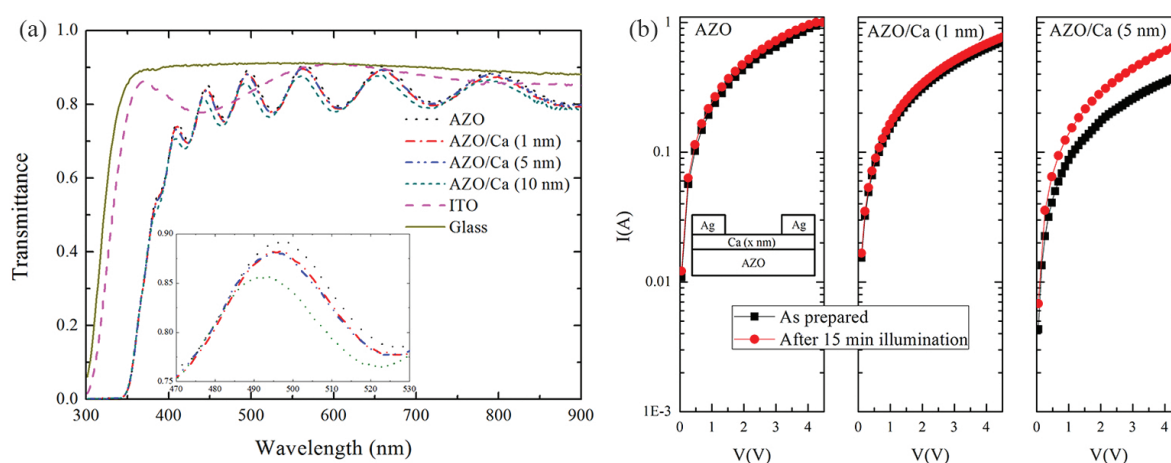 (a)
1.0
0.8
0.6
0.4
0.2
0.0
Transmittance
300
400
500
600
700
800
900
Wavelength (nm)
AZO
AZO/Ca (1 nm)
AZO/Ca (5 nm)
AZO/Ca (10 nm)
ITO
Glass
0.90
0.85
0.80
0.75
470
480
490
500
510
520
530
(b)
1
0.1
0.01
1E-3
I(A)
AZO
AZO/Ca (1 nm)
AZO/Ca (5 nm)
Ag
Ag
Ca (x nm)
AZO
As prepared
After 15 min illumination
0 1 2 3 4
0 1 2 3 4
0 1 2 3 4
V(V)
V(V)
V(V)